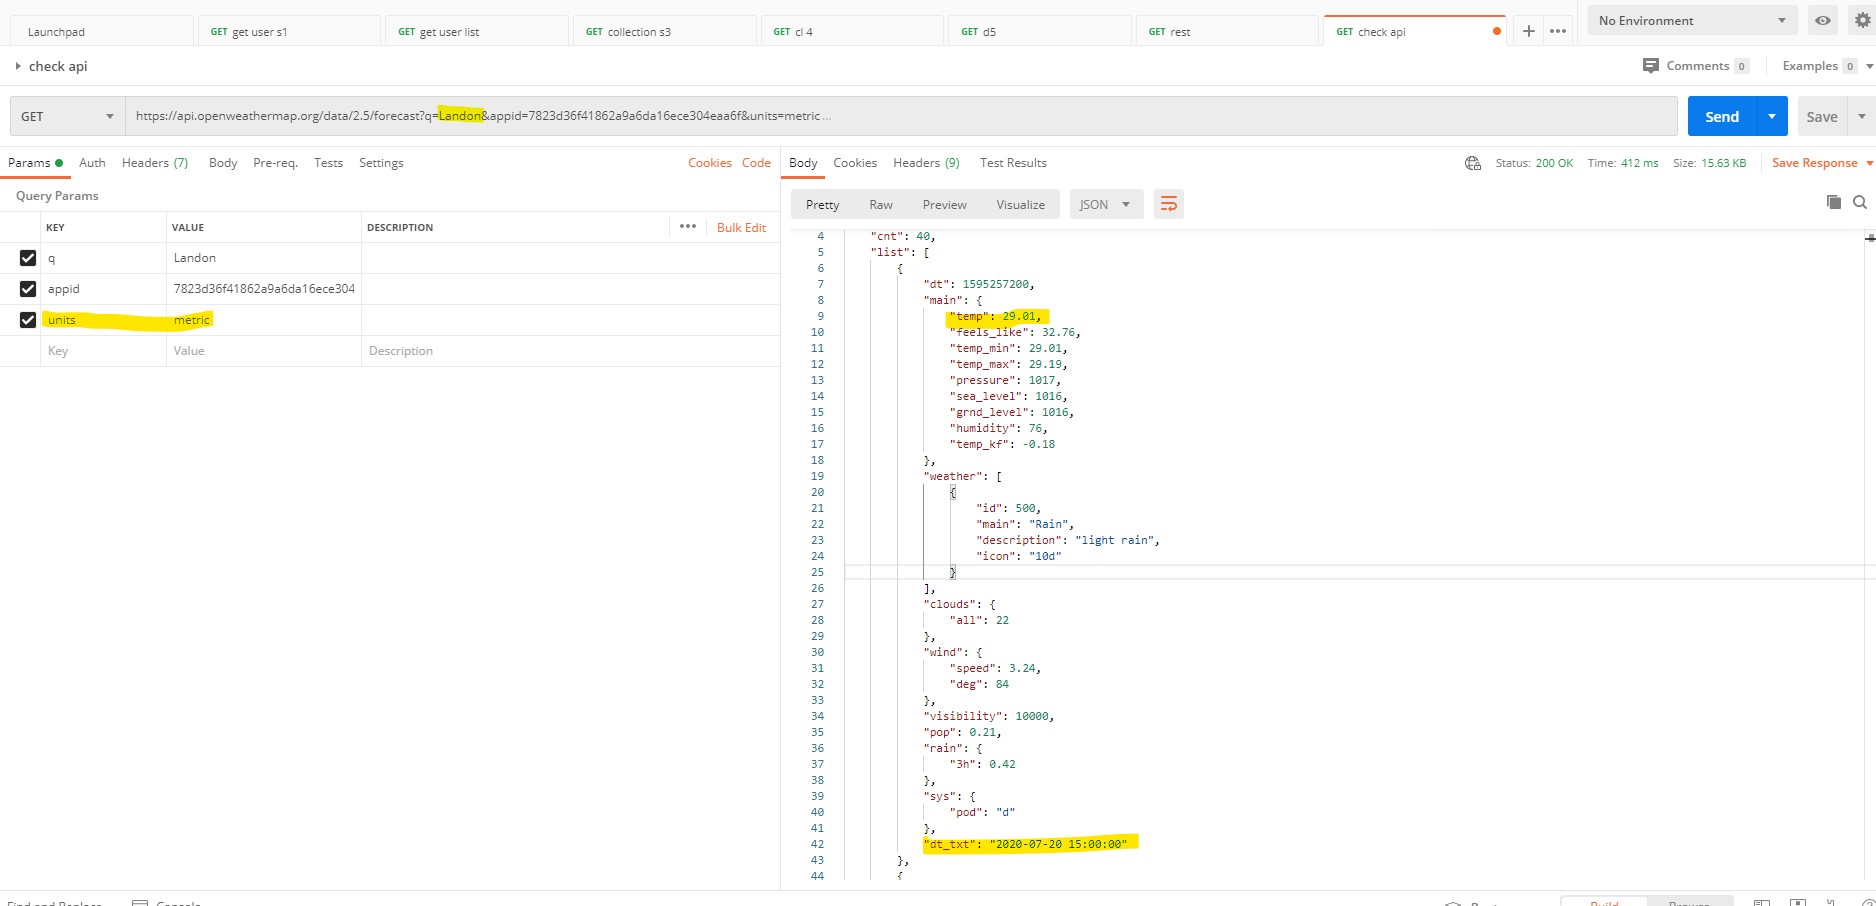 Launchpad GET get user s1 GET get user list GET collection s3 GET cl 4 GET d5 GET rest GET check api No Environment
check api Comments 0 Examples 0
GET https://api.openweathermap.org/data/2.5/forecast?q=Landon&appid=7823d36f41862a9a6da16ece304eaa6f&units=metric... Send Save
Params Auth Headers (7) Body Pre-req. Tests Settings Cookies Code
Query Params
KEY VALUE DESCRIPTION Bulk Edit
q Landon
appid 7823d36f41862a9a6da16ece304
units metric
Key Value Description
Body Cookies Headers (9) Test Results Status: 200 OK Time: 412 ms Size: 15.63 KB Save Response
Pretty Raw Preview Visualize JSON
4 "cnt": 40,
5 "list": [
6 {
7 "dt": 1595257200,
8 "main": {
9 "temp": 29.01,
10 "feels_like": 32.76,
11 "temp_min": 29.01,
12 "temp_max": 29.19,
13 "pressure": 1017,
14 "sea_level": 1016,
15 "grnd_level": 1016,
16 "humidity": 76,
17 "temp_kf": -0.18
18 },
19 "weather": [
20 {
21 "id": 500,
22 "main": "Rain",
23 "description": "light rain",
24 "icon": "10d"
25 }
26 ],
27 "clouds": {
28 "all": 22
29 },
30 "wind": {
31 "speed": 3.24,
32 "deg": 84
33 },
34 "visibility": 10000,
35 "pop": 0.21,
36 "rain": {
37 "3h": 0.42
38 },
39 "sys": {
40 "pod": "d"
41 },
42 "dt_txt": "2020-07-20 15:00:00"
43 },
44 {
Find and Replace Console Build Browse